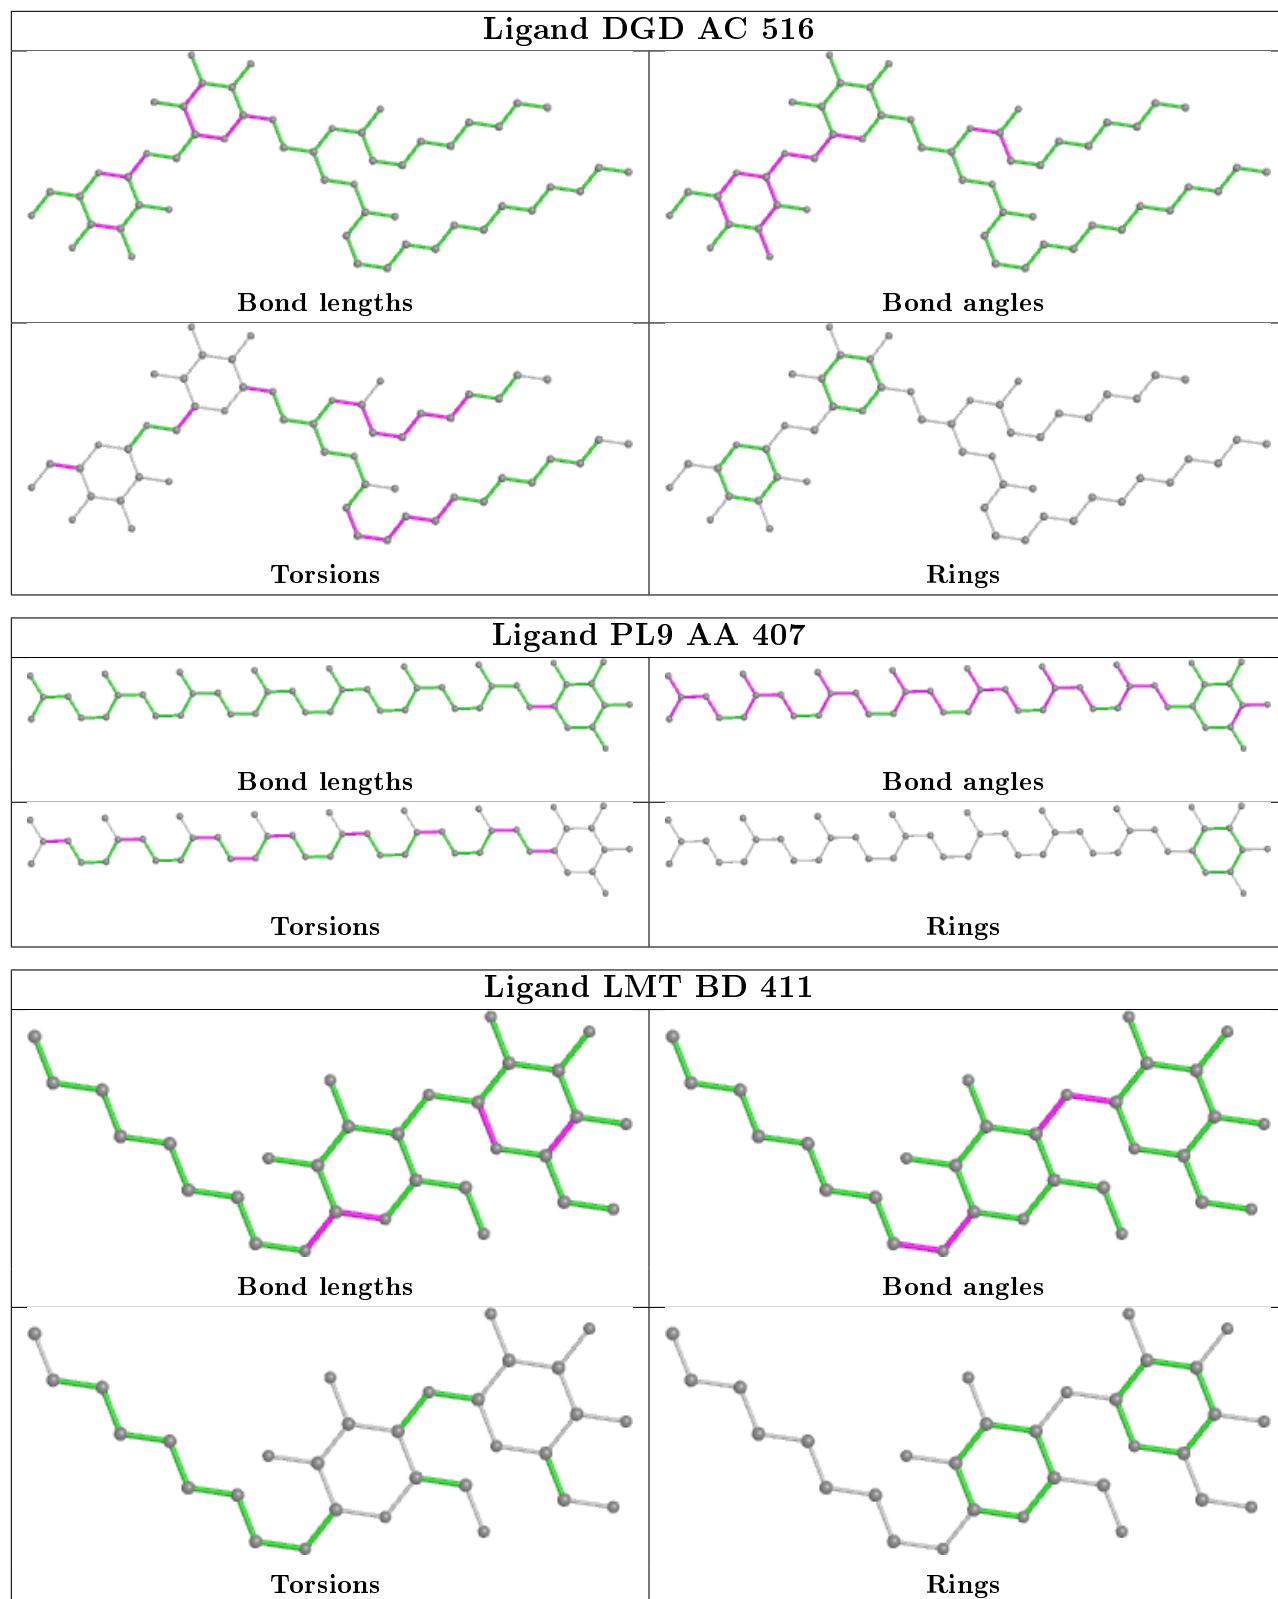 Ligand DGD AC 516
Bond lengths
Bond angles
Torsions
Rings
Ligand PL9 AA 407
Bond lengths
Bond angles
Torsions
Rings
Ligand LMT BD 411
Bond lengths
Bond angles
Torsions
Rings